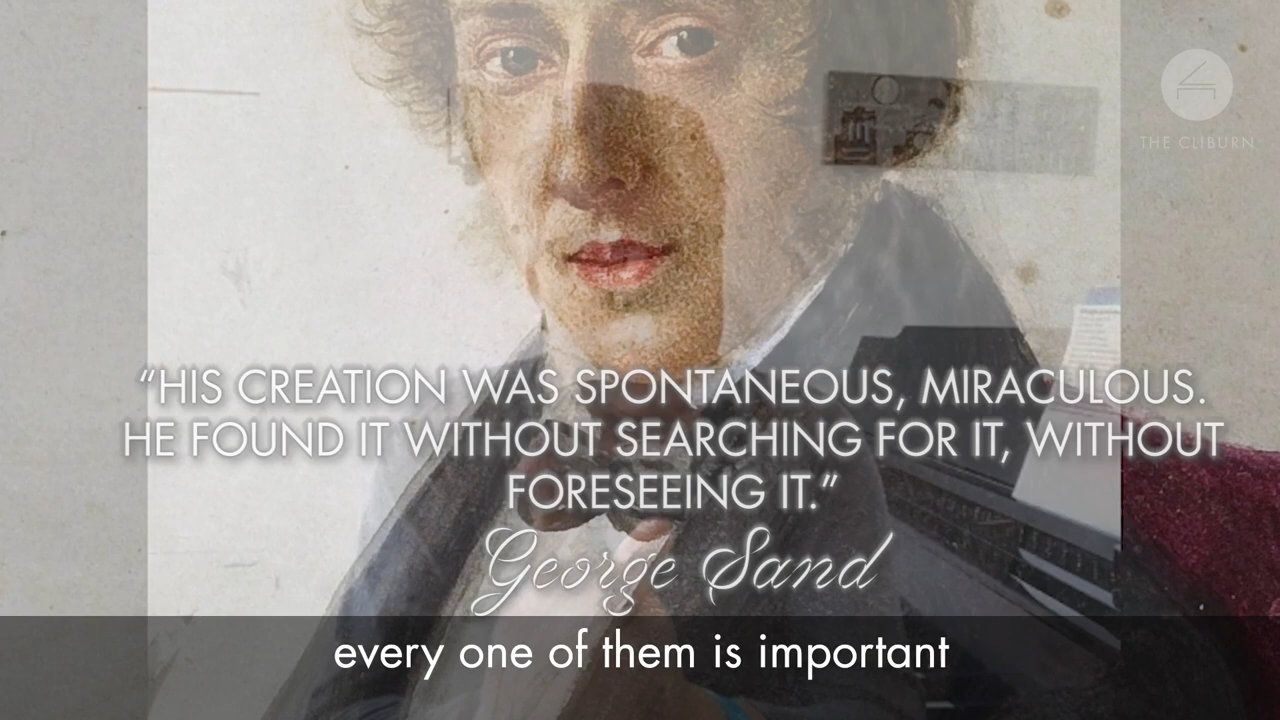 THE CLIBURN
“HIS CREATION WAS SPONTANEOUS, MIRACULOUS.
HE FOUND IT WITHOUT SEARCHING FOR IT, WITHOUT
FORESEEING IT.”
George Sand
every one of them is important